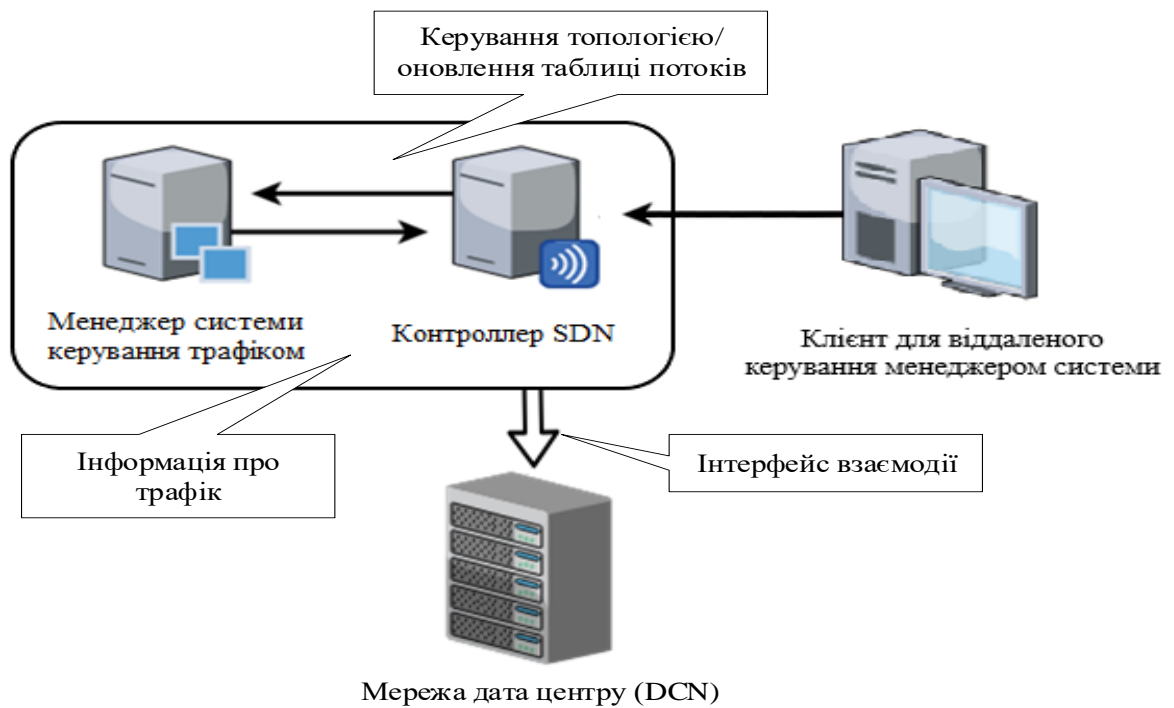 Керування топологією/
оновлення таблиці потоків
Менеджер системи
керування трафіком
Контроллер SDN
Клієнт для віддаленого
керування менеджером системи
Інформація про
трафік
Інтерфейс взаємодії
Мережа дата центру (DCN)